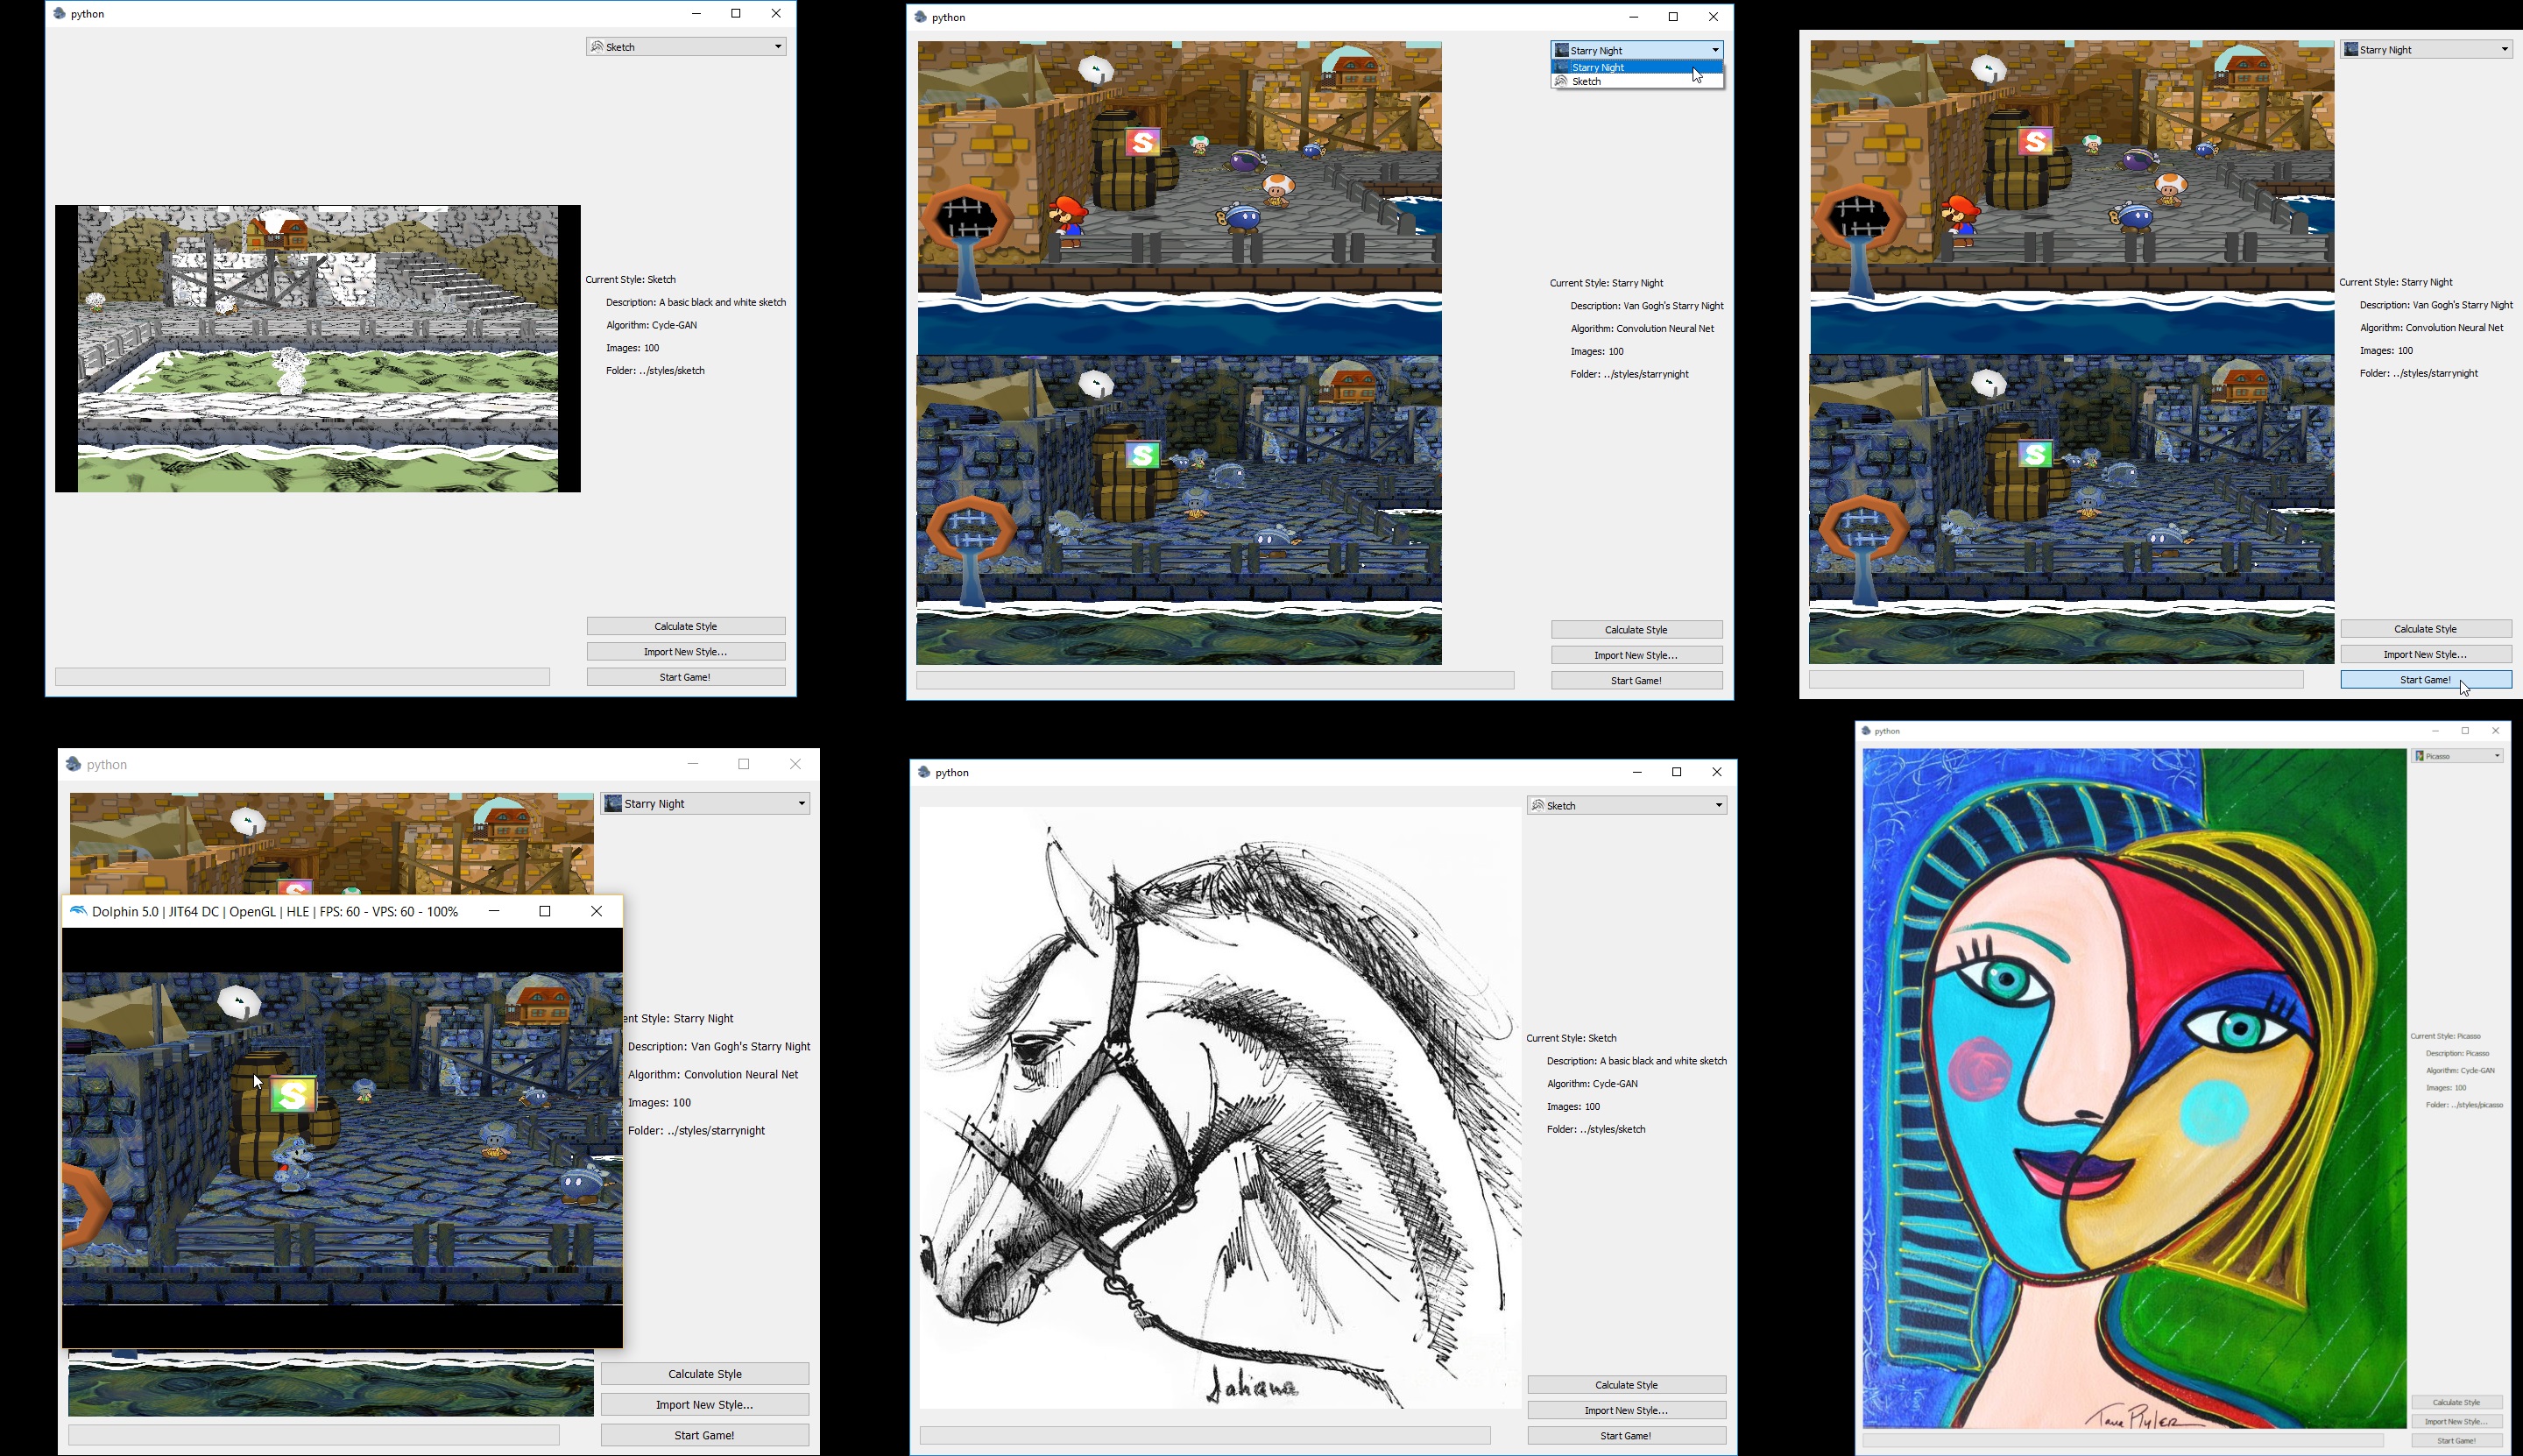 python
Sketch
Current Style: Sketch
Description: A basic black and white sketch
Algorithm: Cycle-GAN
Images: 100
Folder: ../styles/sketch
Calculate Style
Import New Style...
Start Game!
python
Starry Night
Starry Night
Sketch
S
Current Style: Starry Night
Description: Van Gogh's Starry Night
Algorithm: Convolution Neural Net
Images: 100
Folder: ../styles/starrynight
S
Calculate Style
Import New Style...
Start Game!
Starry Night
S
Current Style: Starry Night
Description: Van Gogh's Starry Night
Algorithm: Convolution Neural Net
Images: 100
Folder: ../styles/starrynight
S
Calculate Style
Import New Style...
Start Game!
python
Starry Night
Dolphin 5.0 | JIT64 DC | OpenGL | HLE | FPS: 60 - VPS: 60 - 100%
ent Style: Starry Night
Description: Van Gogh's Starry Night
Algorithm: Convolution Neural Net
S
Images: 100
Folder: ../styles/starrynight
Calculate Style
Import New Style...
Start Game!
python
Sketch
Current Style: Sketch
Description: A basic black and white sketch
Algorithm: Cycle-GAN
Images: 100
Folder: ../styles/sketch
Calculate Style
Import New Style...
Start Game!
python
Picasso
Current Style: Picasso
Description: Picasso
Algorithm: Cycle-GAN
Images: 100
Folder: ../styles/picasso
Calculate Style
Import New Style...
Start Game!